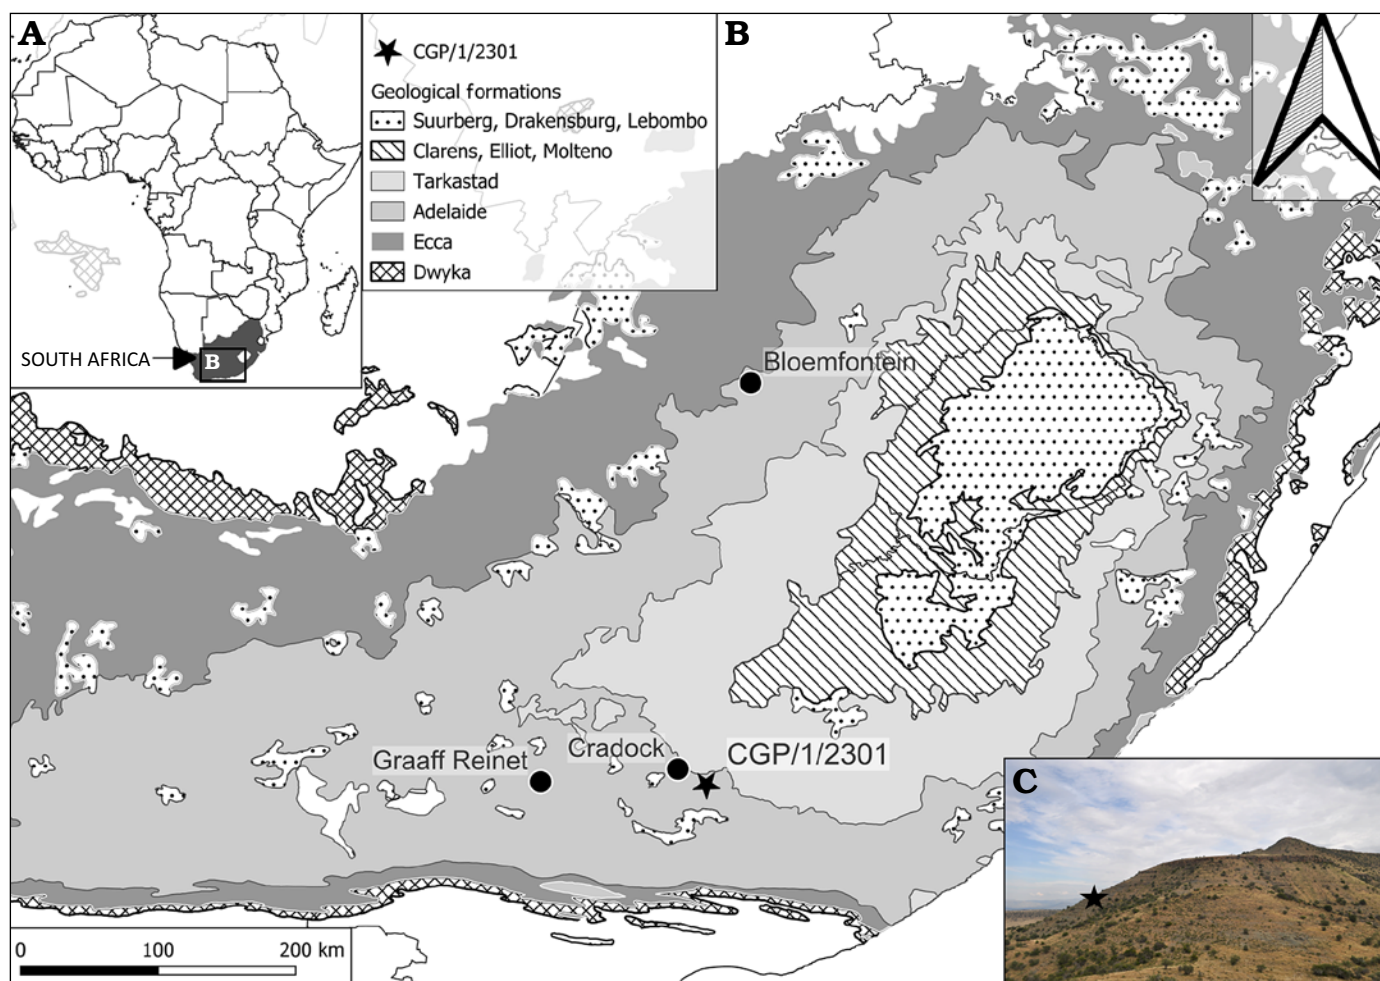 A
SOUTH AFRICA
B
CGP/1/2301
Geological formations
Suurberg, Drakensburg, Lebombo
Clarens, Elliot, Molteno
Tarkastad
Adelaide
Ecca
Dwyka
B
Bloemfontein
Graaff Reinet
Cradock
CGP/1/2301
0 100 200 km
C